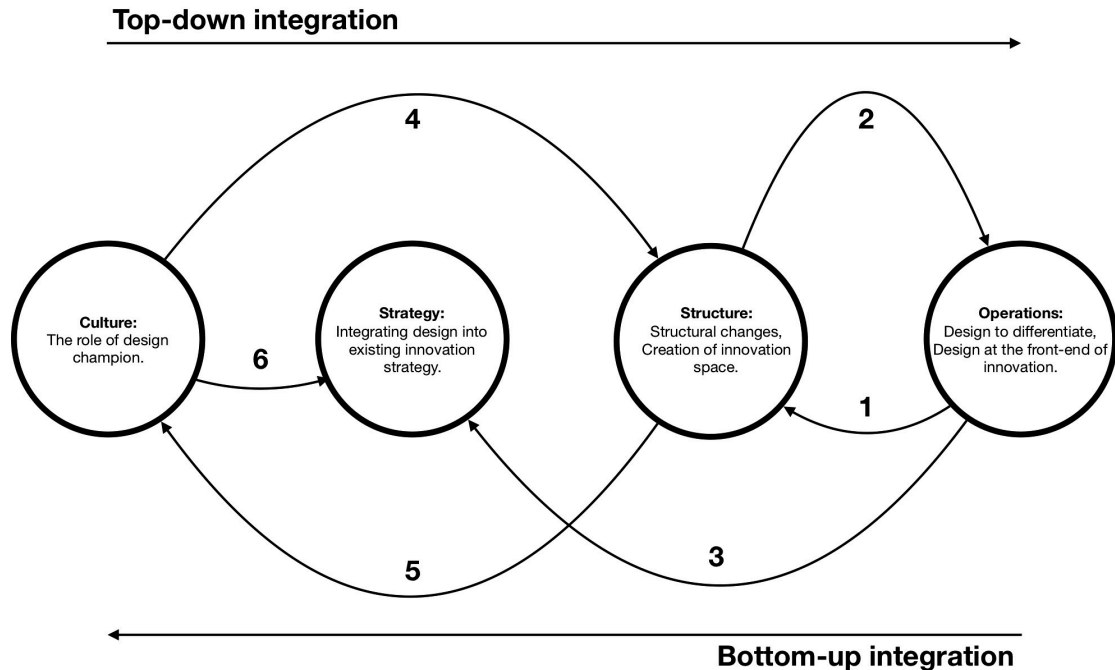 Top-down integration
4
2
Culture:
The role of design
champion.
Strategy:
Integrating design into
existing innovation
strategy.
Structure:
Structural changes,
Creation of innovation
space.
Operations:
Design to differentiate,
Design at the front-end of
innovation.
6
1
5
3
Bottom-up integration